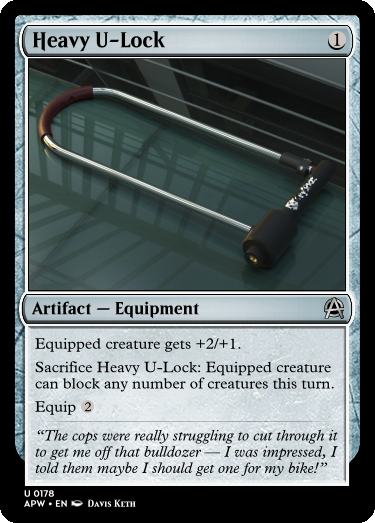 Heavy U-Lock
1
Artifact — Equipment
Equipped creature gets +2/+1.
Sacrifice Heavy U-Lock: Equipped creature
can block any number of creatures this turn.
Equip 2
“The cops were really struggling to cut through it
to get me off that bulldozer — I was impressed, I
told them maybe I should get one for my bike!”
U 0178
APW • EN Davis Keth